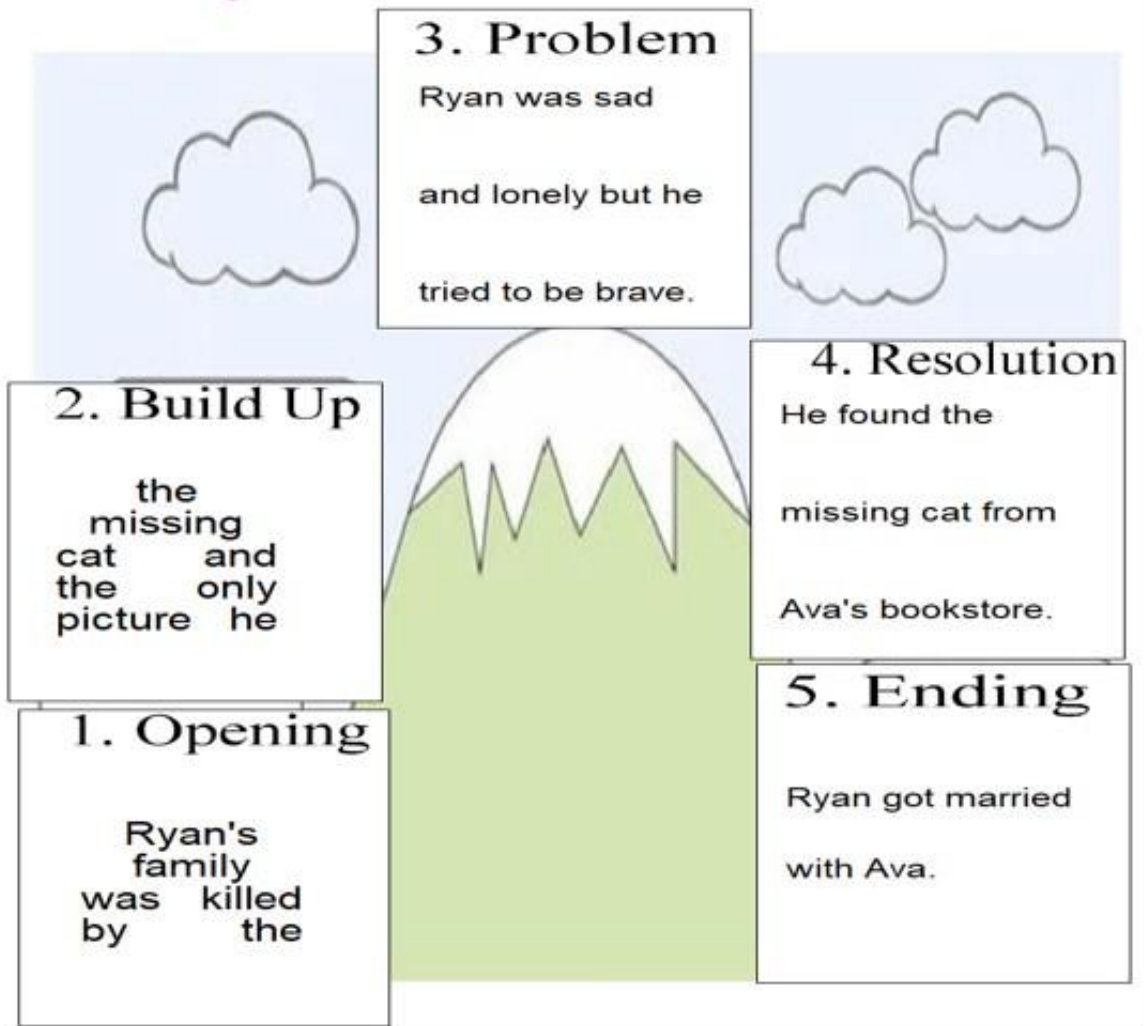 3. Problem
Ryan was sad
and lonely but he
tried to be brave.
4. Resolution
He found the
missing cat from
Ava's bookstore.
2. Build Up
the
missing
cat and
the only
picture he
5. Ending
Ryan got married
with Ava.
1. Opening
Ryan's
family
was killed
by the